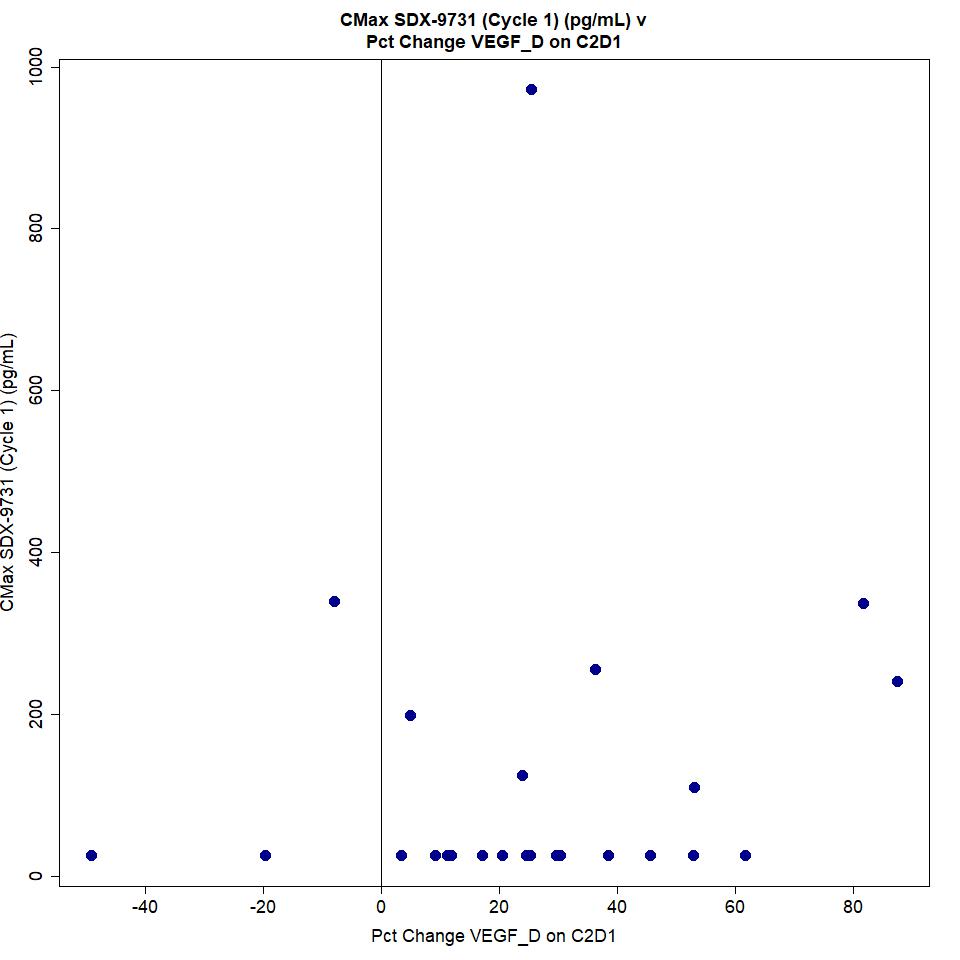 CMax SDX-9731 (Cycle 1) (pg/mL) v
Pct Change VEGF_D on C2D1
1000
800
600
400
200
0
CMax SDX-9731 (Cycle 1) (pg/mL)
-40 -20 0 20 40 60 80
Pct Change VEGF_D on C2D1